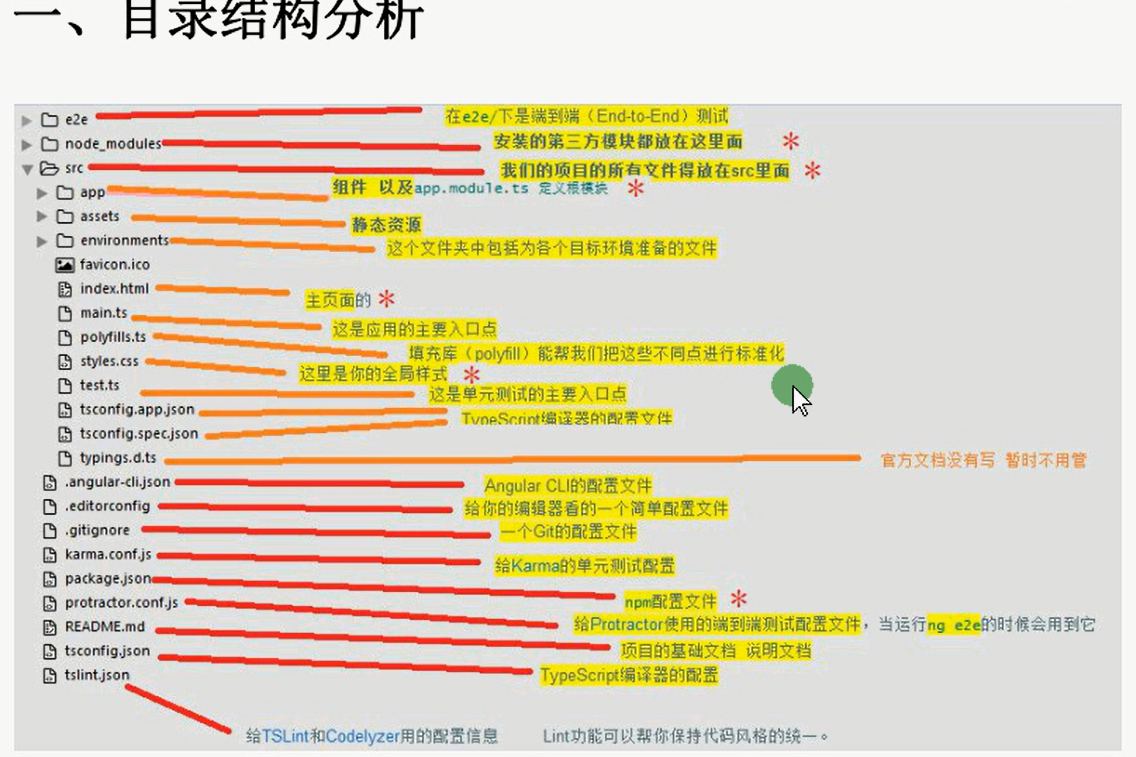 一、目录结构分析
e2e 在e2e/下是端到端（End-to-End）测试
node_modules 安装的第三方模块都放在这里面 *
src 我们的项目的所有文件得放在src里面 *
app 组件 以及app.module.ts 定义根模块 *
assets 静态资源
environments 这个文件夹中包括为各个目标环境准备的文件
favicon.ico
index.html 主页面的 *
main.ts 这是应用的主要入口点
polyfills.ts 填充库（polyfill）能帮我们把这些不同点进行标准化
styles.css 这里是你的全局样式 *
test.ts 这是单元测试的主要入口点
tsconfig.app.json TypeScript编译器的配置文件
tsconfig.spec.json
typings.d.ts 官方文档没有写 暂时不用管
.angular-cli.json Angular CLI的配置文件
.editorconfig 给你的编辑器看的一个简单配置文件
.gitignore 一个Git的配置文件
karma.conf.js 给Karma的单元测试配置
package.json npm配置文件 *
protractor.conf.js 给Protractor使用的端到端测试配置文件，当运行ng e2e的时候会用到它
README.md 项目的基础文档 说明文档
tsconfig.json TypeScript编译器的配置
tslint.json
给TSLint和Codelyzer用的配置信息 Lint功能可以帮你保持代码风格的统一。